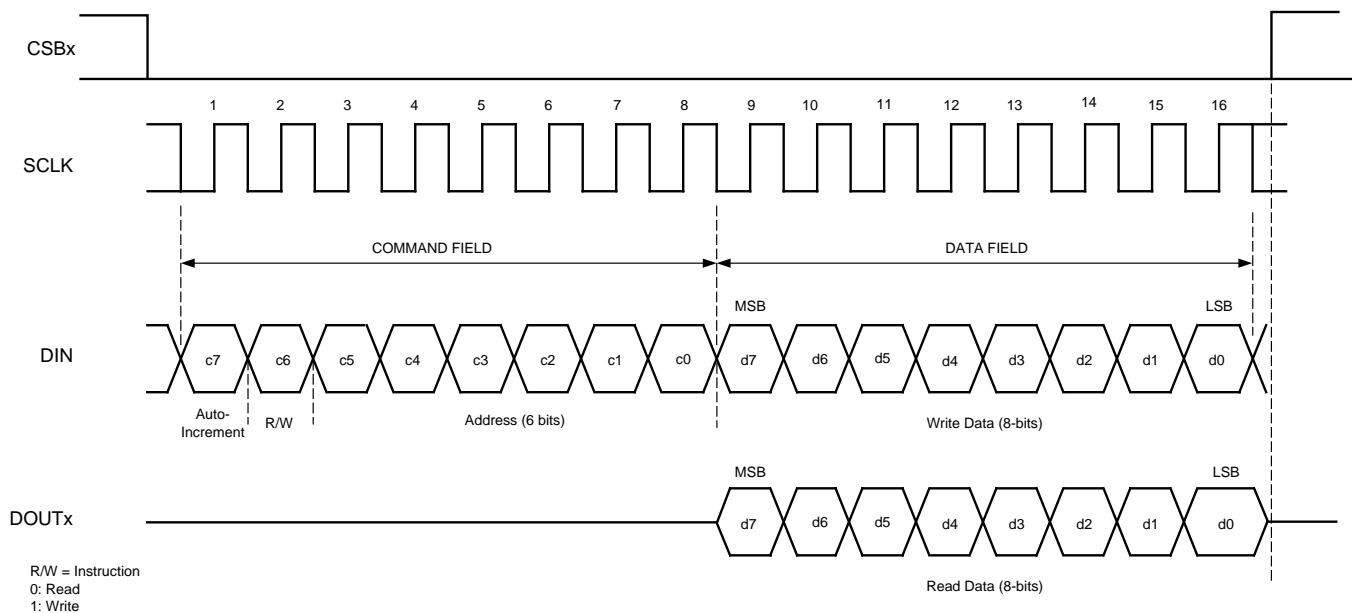 CSBx
1 2 3 4 5 6 7 8 9 10 11 12 13 14 15 16
SCLK
COMMAND FIELD DATA FIELD
MSB LSB
DIN c7 c6 c5 c4 c3 c2 c1 c0 d7 d6 d5 d4 d3 d2 d1 d0
Auto-
Increment
R/W
Address (6 bits)
Write Data (8-bits)
MSB LSB
DOUTx d7 d6 d5 d4 d3 d2 d1 d0
Read Data (8-bits)
R/W = Instruction
0: Read
1: Write